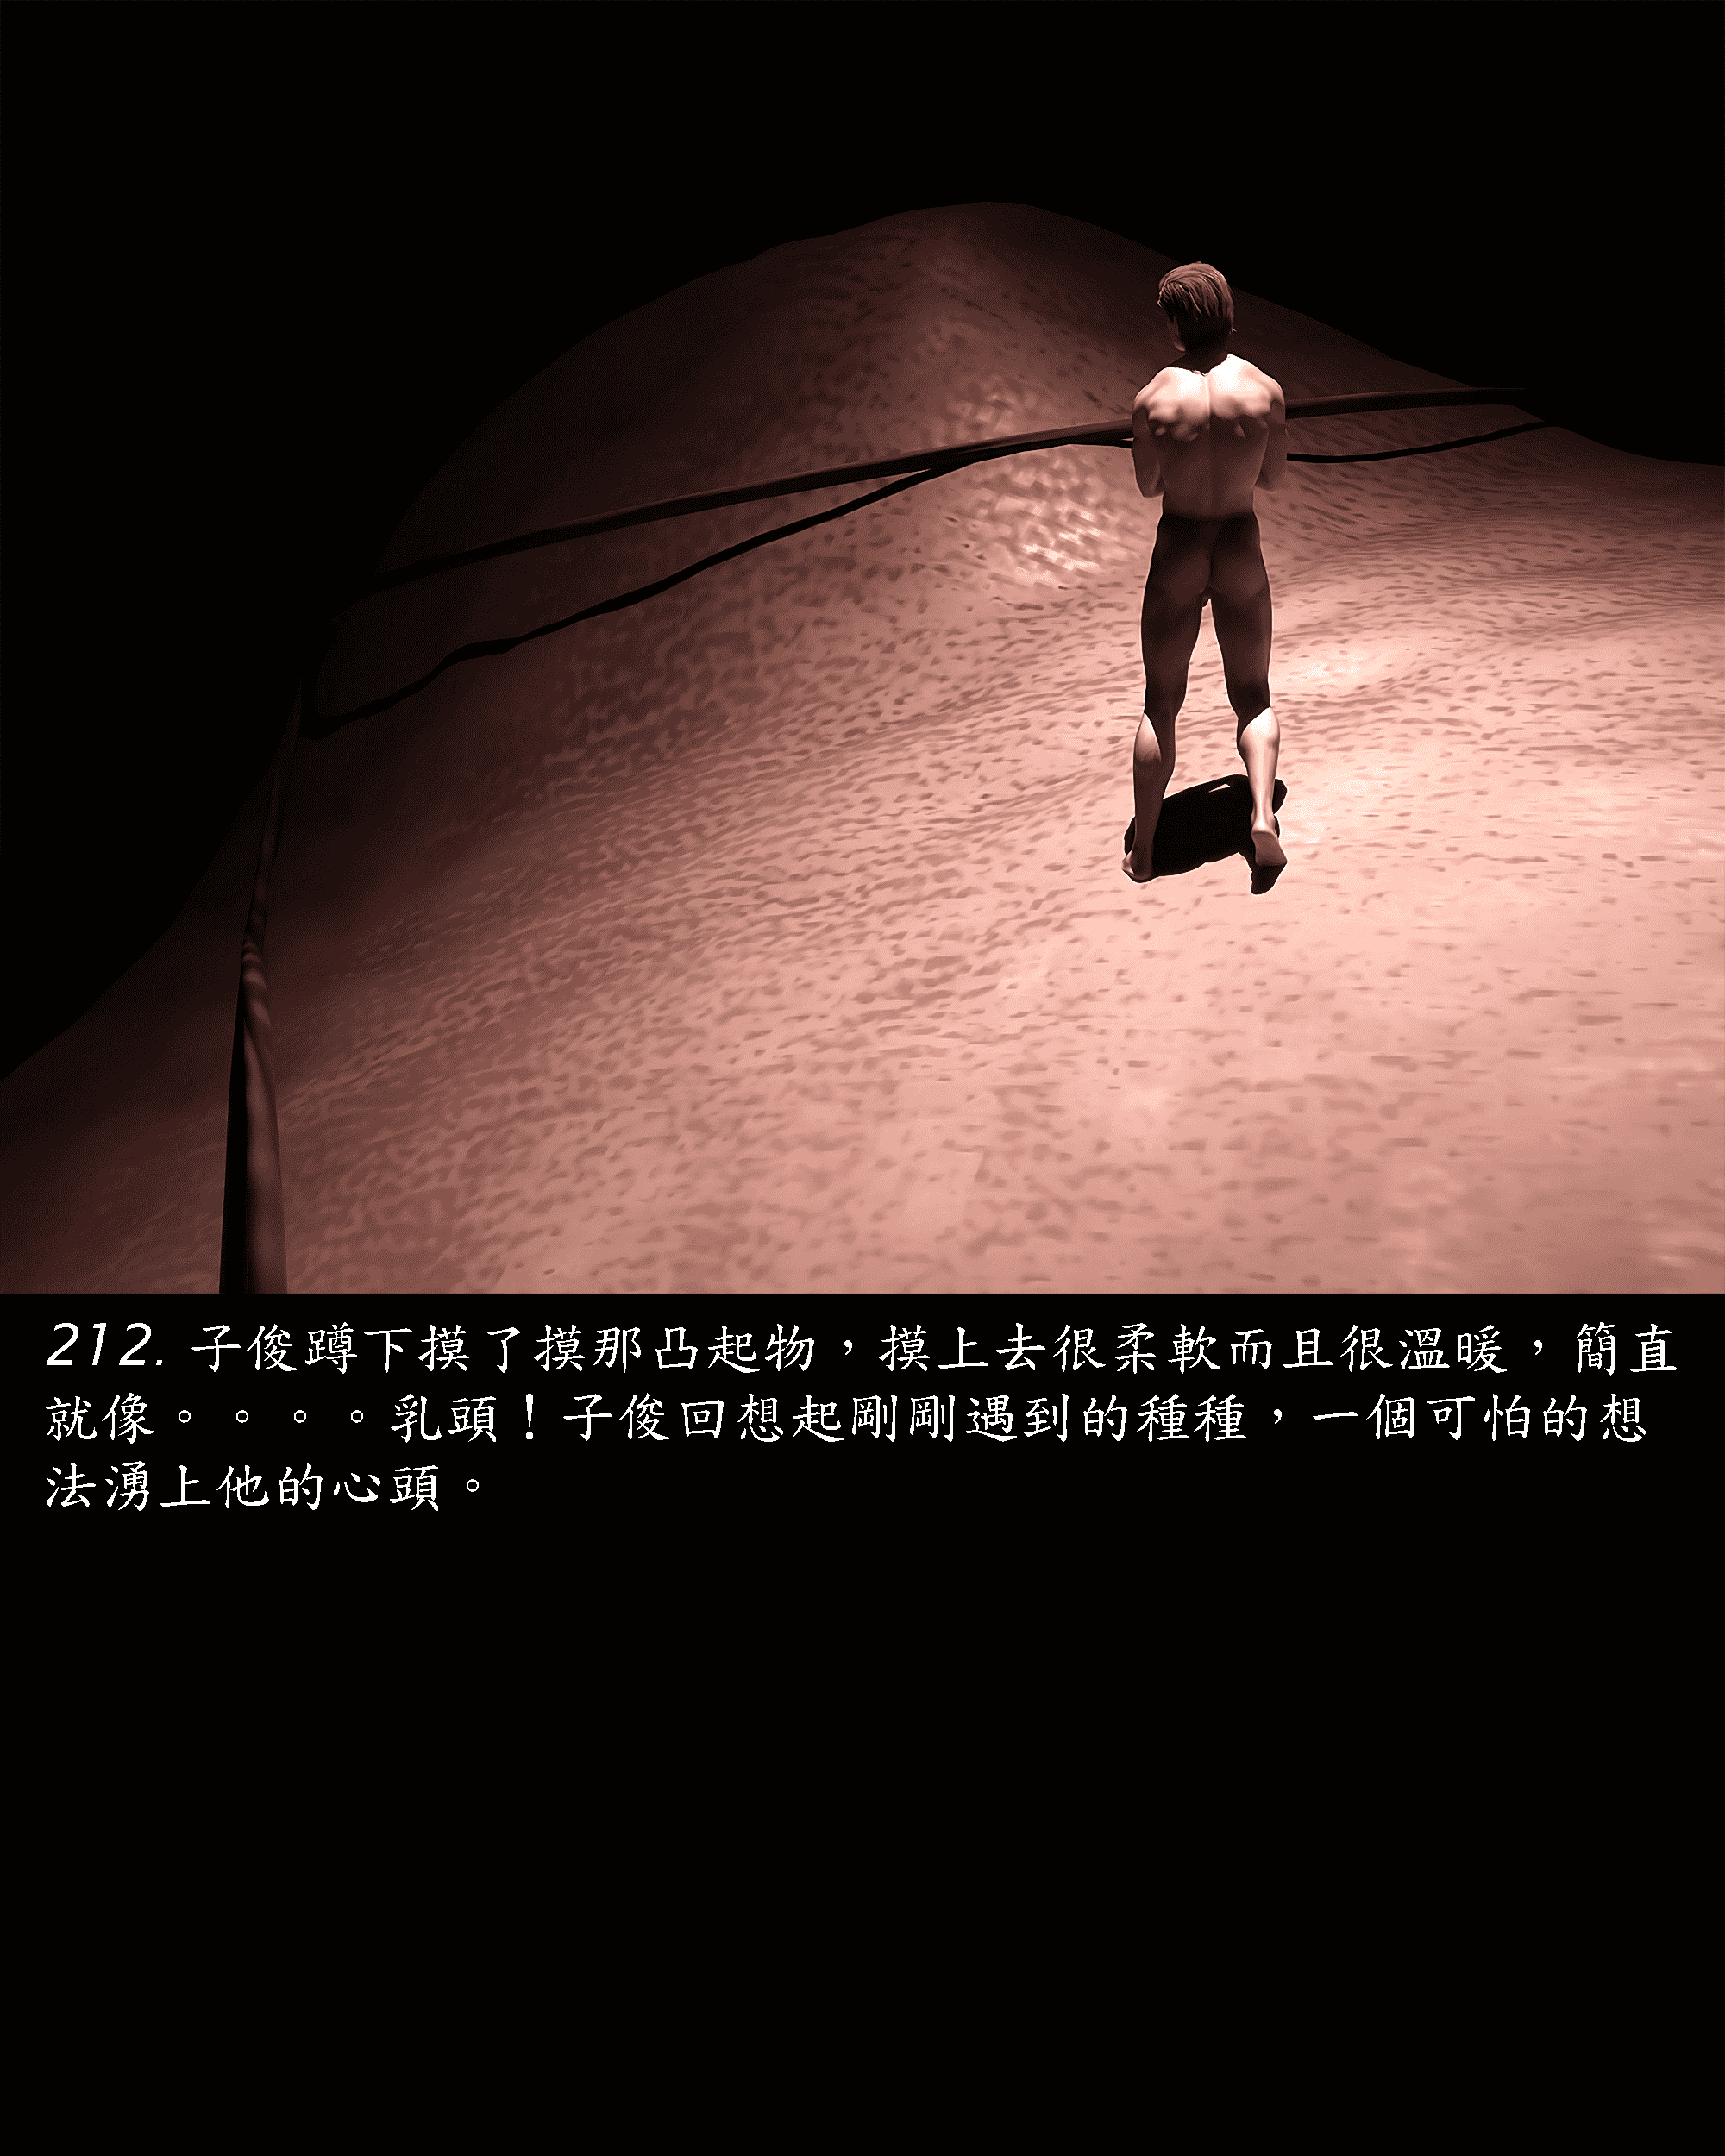 212. 子俊蹲下摸了摸那凸起物，摸上去很柔軟而且很溫暖，簡直
就像。。。。乳頭！子俊回想起剛剛遇到的種種，一個可怕的想
法湧上他的心頭。